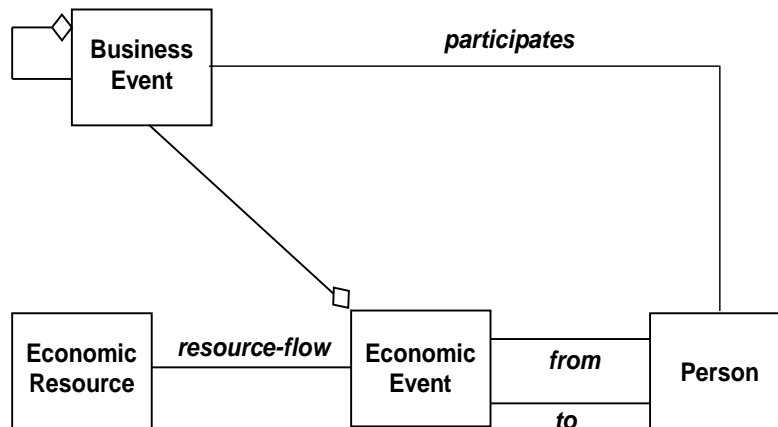 Business
Event
participates
Economic
Resource
resource-flow
Economic
Event
from
to
Person